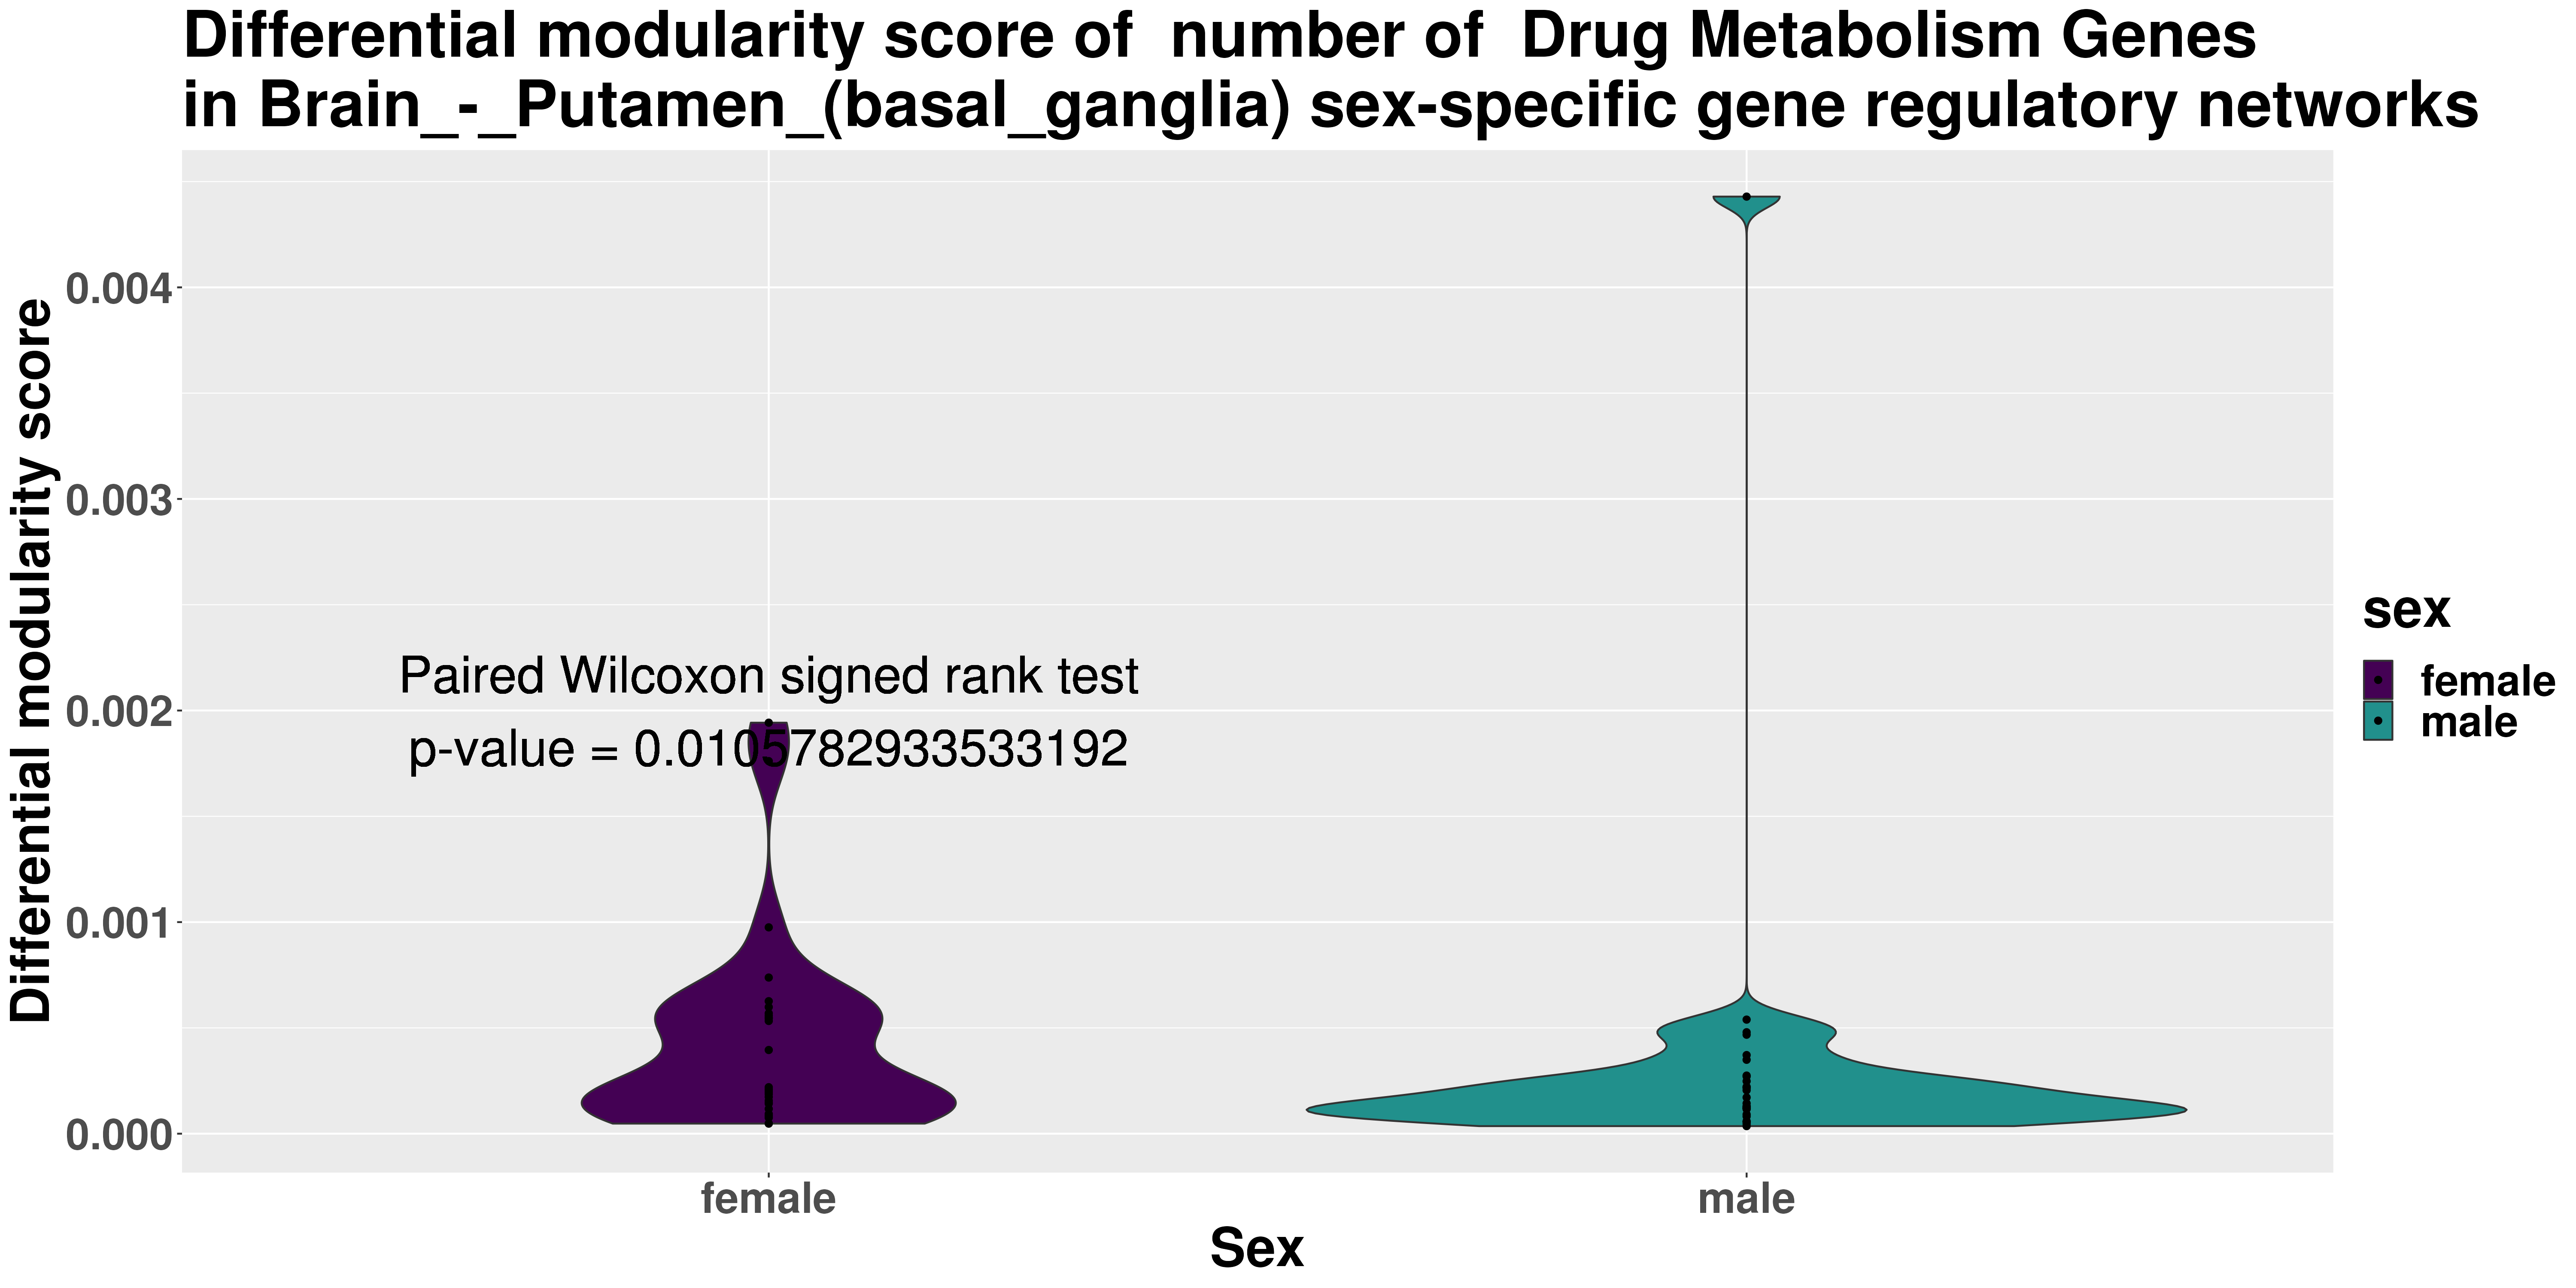 Differential modularity score of  number of  Drug Metabolism Genes
in Brain_-_Putamen_(basal_ganglia) sex-specific gene regulatory networks
Differential modularity score
0.004
0.003
0.002
0.001
0.000
Paired Wilcoxon signed rank test
p-value = 0.0105782933533192
female
male
Sex
sex
female
male